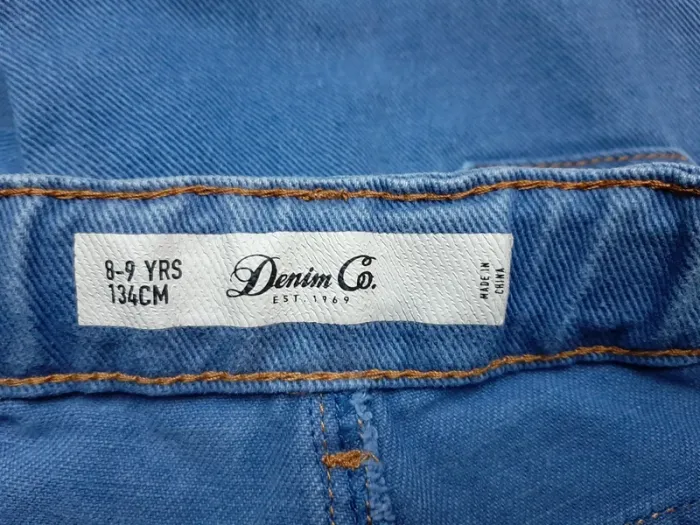 8-9 YRS
134CM
Denim Co.
EST. 1969
MADE IN
CHINA